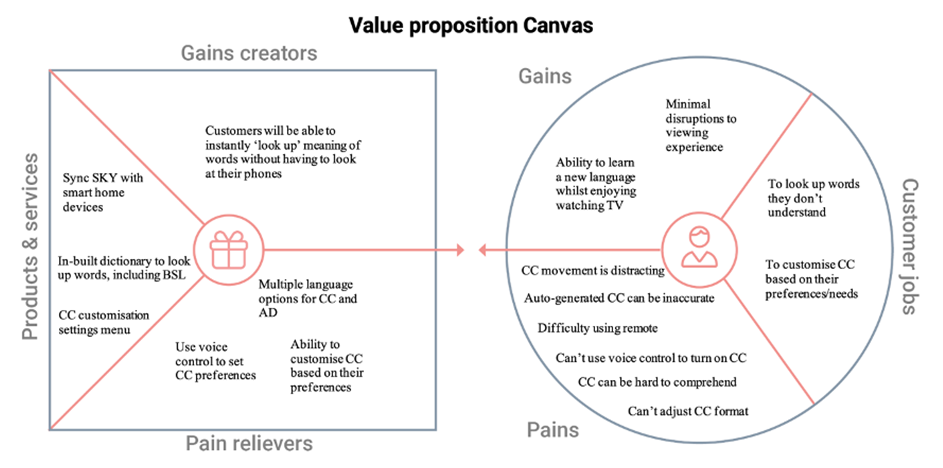 Value proposition Canvas
Gains creators
Customers will be able to
instantly ‘look up’ meaning of
words without having to look
at their phones
Products & services
Sync SKY with
smart home
devices
In-built dictionary to look
up words, including BSL
CC customisation
settings menu
Multiple language
options for CC and
AD
Use voice
control to set
CC preferences
Ability to
customise CC
based on their
preferences
Pain relievers
Gains
Minimal
disruptions to
viewing
experience
Ability to learn
a new language
whilst enjoying
watching TV
To look up words
they don’t
understand
To customise CC
based on their
preferences/needs
Customer jobs
CC movement is distracting
Auto-generated CC can be inaccurate
Difficulty using remote
Can’t use voice control to turn on CC
CC can be hard to comprehend
Can’t adjust CC format
Pains